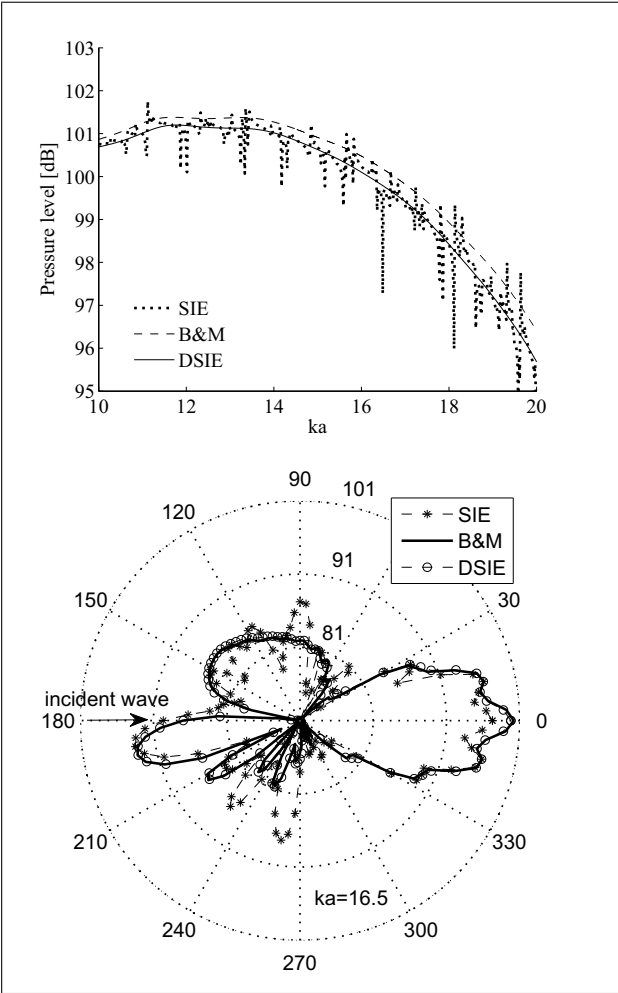 103
102
101
100
99
98
97
96
95
Pressure level [dB]
SIE
B&M
DSIE
10 12 14 16 18 20
ka
90
120 101
SIE
B&M
DSIE
91
150 30
81
incident wave
180 0
210 330
ka=16.5
240 300
270